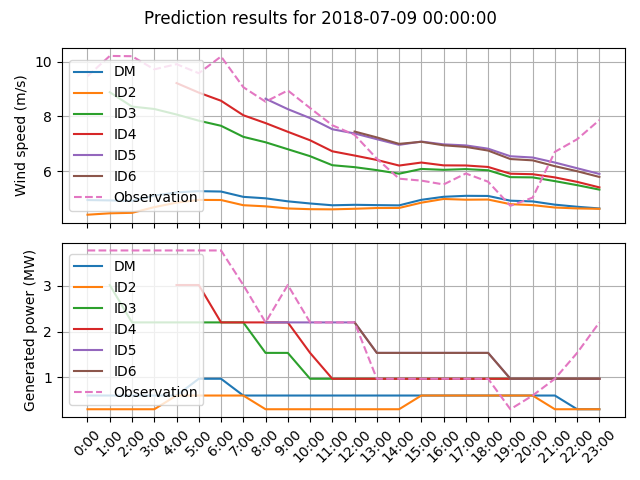 Prediction results for 2018-07-09 00:00:00
Wind speed (m/s)
10
8
6
DM
ID2
ID3
ID4
ID5
ID6
Observation
Generated power (MW)
3
2
1
DM
ID2
ID3
ID4
ID5
ID6
Observation
0:00 1:00 2:00 3:00 4:00 5:00 6:00 7:00 8:00 9:00 10:00 11:00 12:00 13:00 14:00 15:00 16:00 17:00 18:00 19:00 20:00 21:00 22:00 23:00